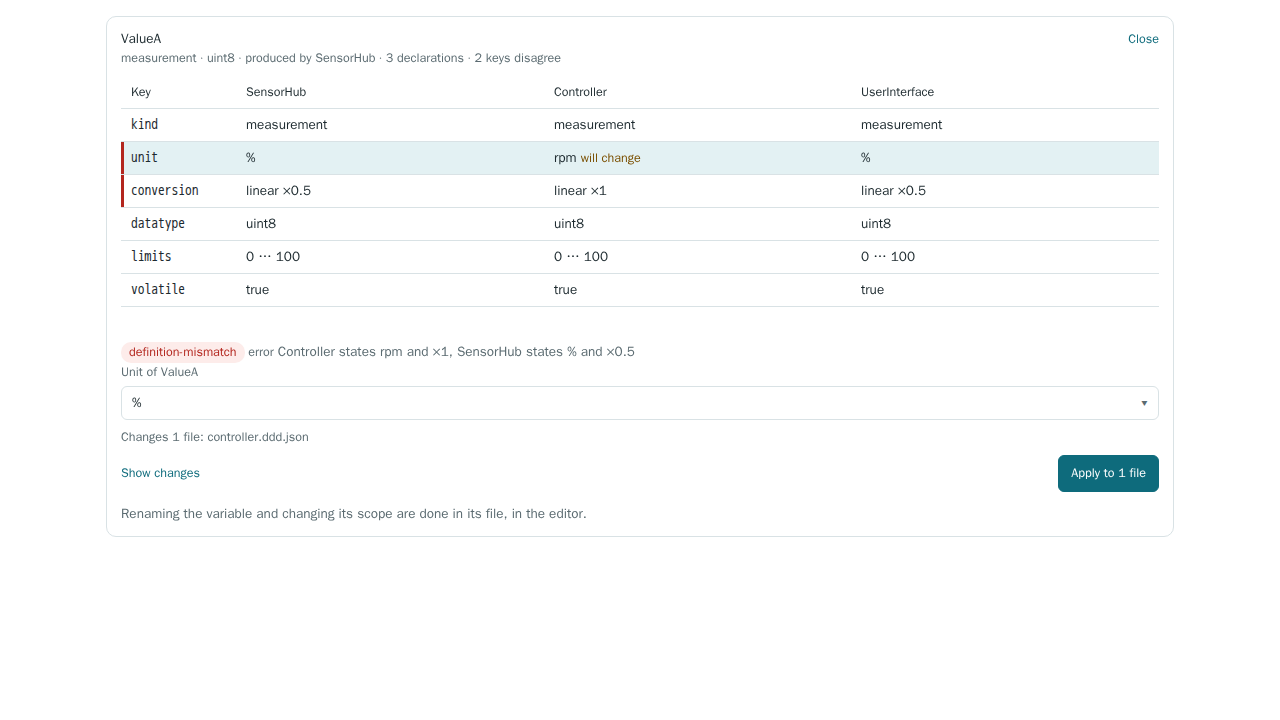 ValueA
Close
measurement · uint8 · produced by SensorHub · 3 declarations · 2 keys disagree
Key SensorHub Controller UserInterface
kind measurement measurement measurement
unit % rpm will change %
conversion linear ×0.5 linear ×1 linear ×0.5
datatype uint8 uint8 uint8
limits 0 ⋯ 100 0 ⋯ 100 0 ⋯ 100
volatile true true true
definition-mismatch error Controller states rpm and ×1, SensorHub states % and ×0.5
Unit of ValueA
%
Changes 1 file: controller.ddd.json
Show changes
Apply to 1 file
Renaming the variable and changing its scope are done in its file, in the editor.